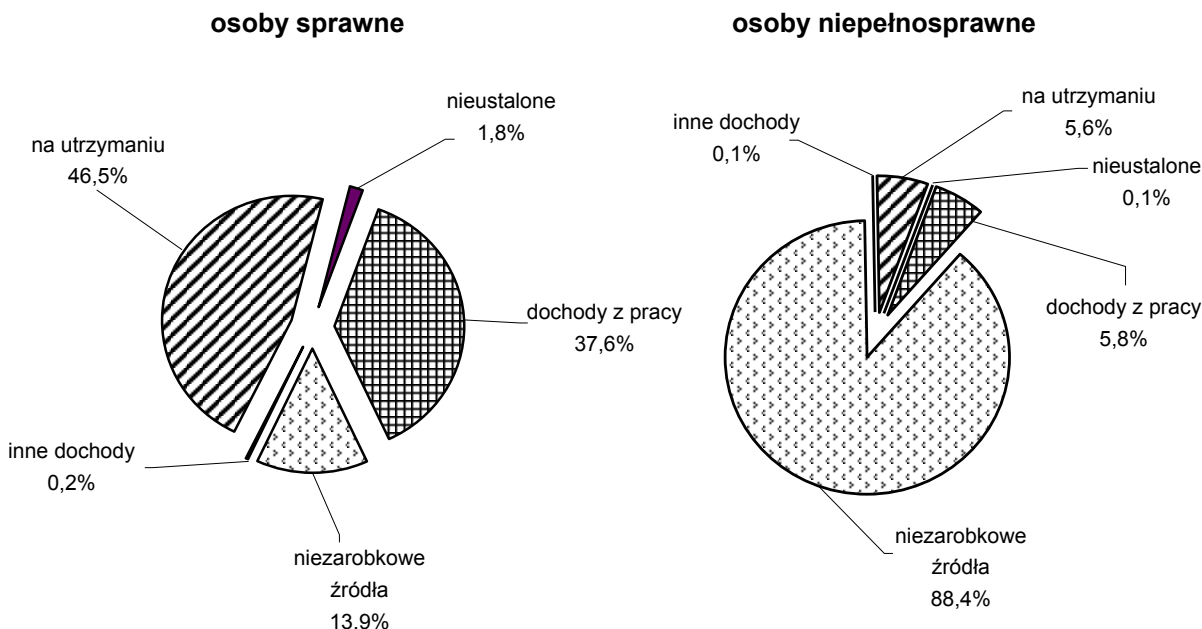 osoby sprawne
nieustalone
1,8%
na utrzymaniu
46,5%
dochody z pracy
37,6%
inne dochody
0,2%
niezarobkowe
źródła
13,9%
osoby niepełnosprawne
na utrzymaniu
5,6%
inne dochody
0,1%
nieustalone
0,1%
dochody z pracy
5,8%
niezarobkowe
źródła
88,4%